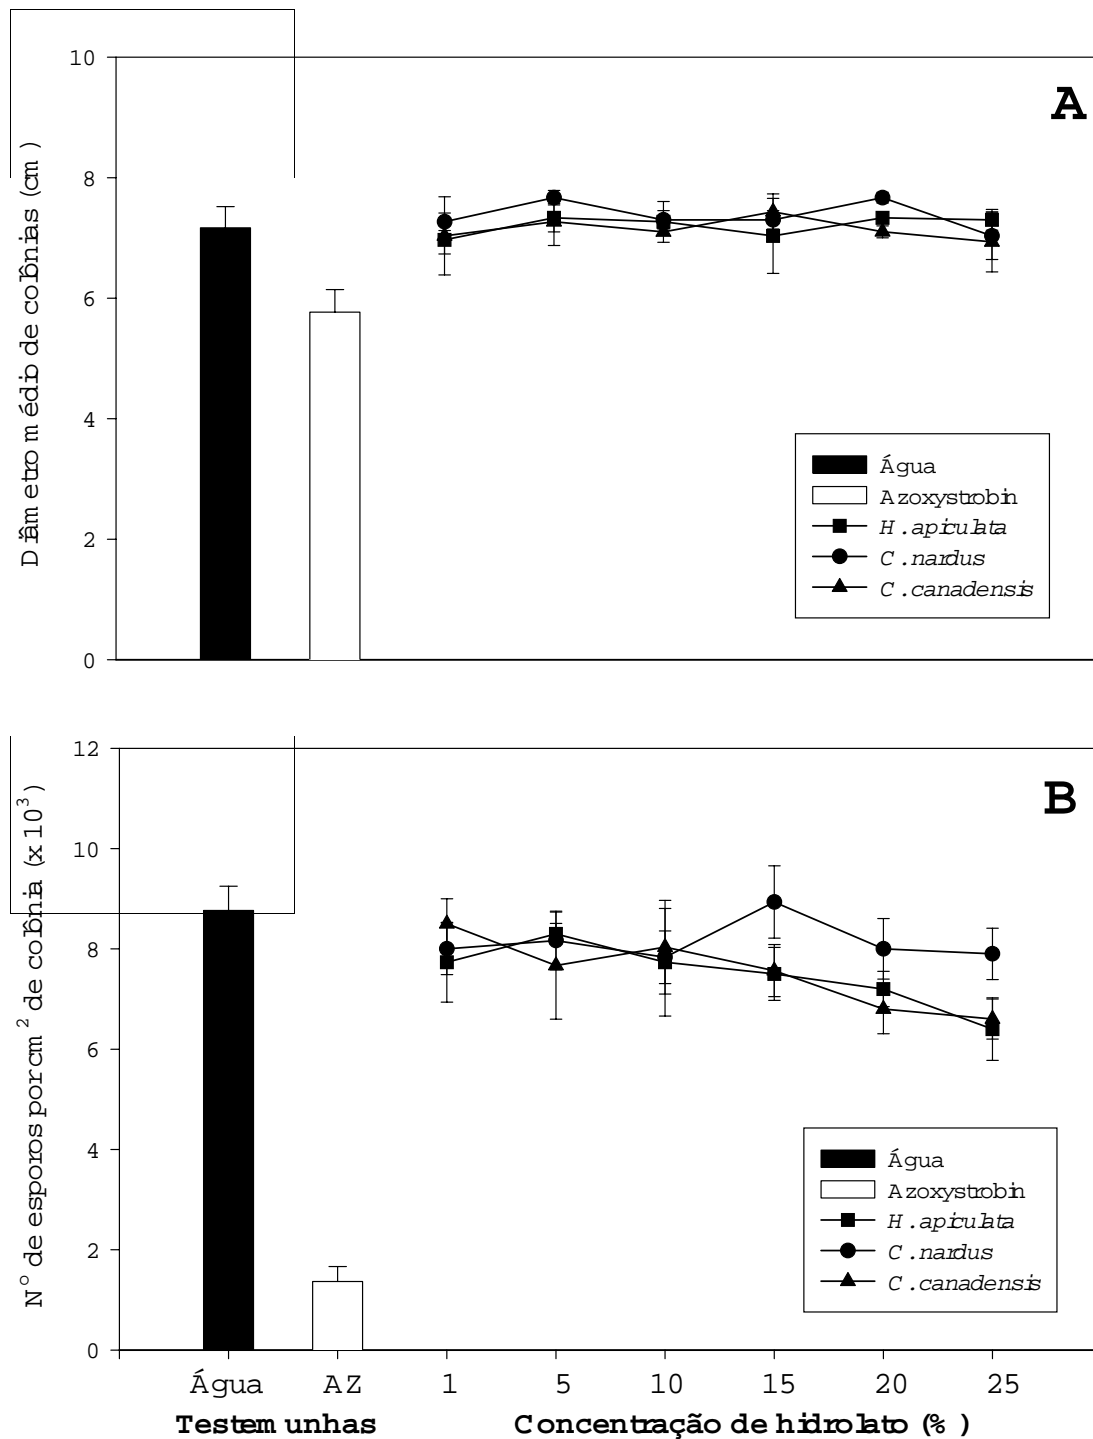 A
Diâmetro médio de colônias (cm)
10
8
6
4
2
0
Água
Azoxystrobin
H. apiculata
C. nardus
C. canadensis
B
Nº de esporos por cm² de colônia (x 10³)
12
10
8
6
4
2
0
Água
Azoxystrobin
H. apiculata
C. nardus
C. canadensis
Água AZ 1 5 10 15 20 25
Testemunhas Concentração de hidrolato (%)